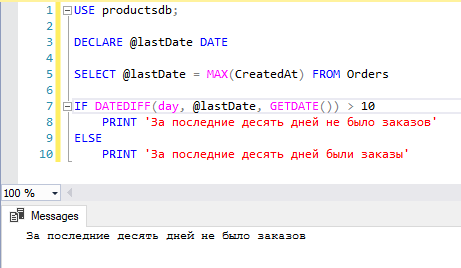 1 USE productsdb;
2
3 DECLARE @lastDate DATE
4
5 SELECT @lastDate = MAX(CreatedAt) FROM Orders
6
7 IF DATEDIFF(day, @lastDate, GETDATE()) > 10
8 PRINT 'За последние десять дней не было заказов'
9 ELSE
10 PRINT 'За последние десять дней были заказы'
100 %
Messages
За последние десять дней не было заказов